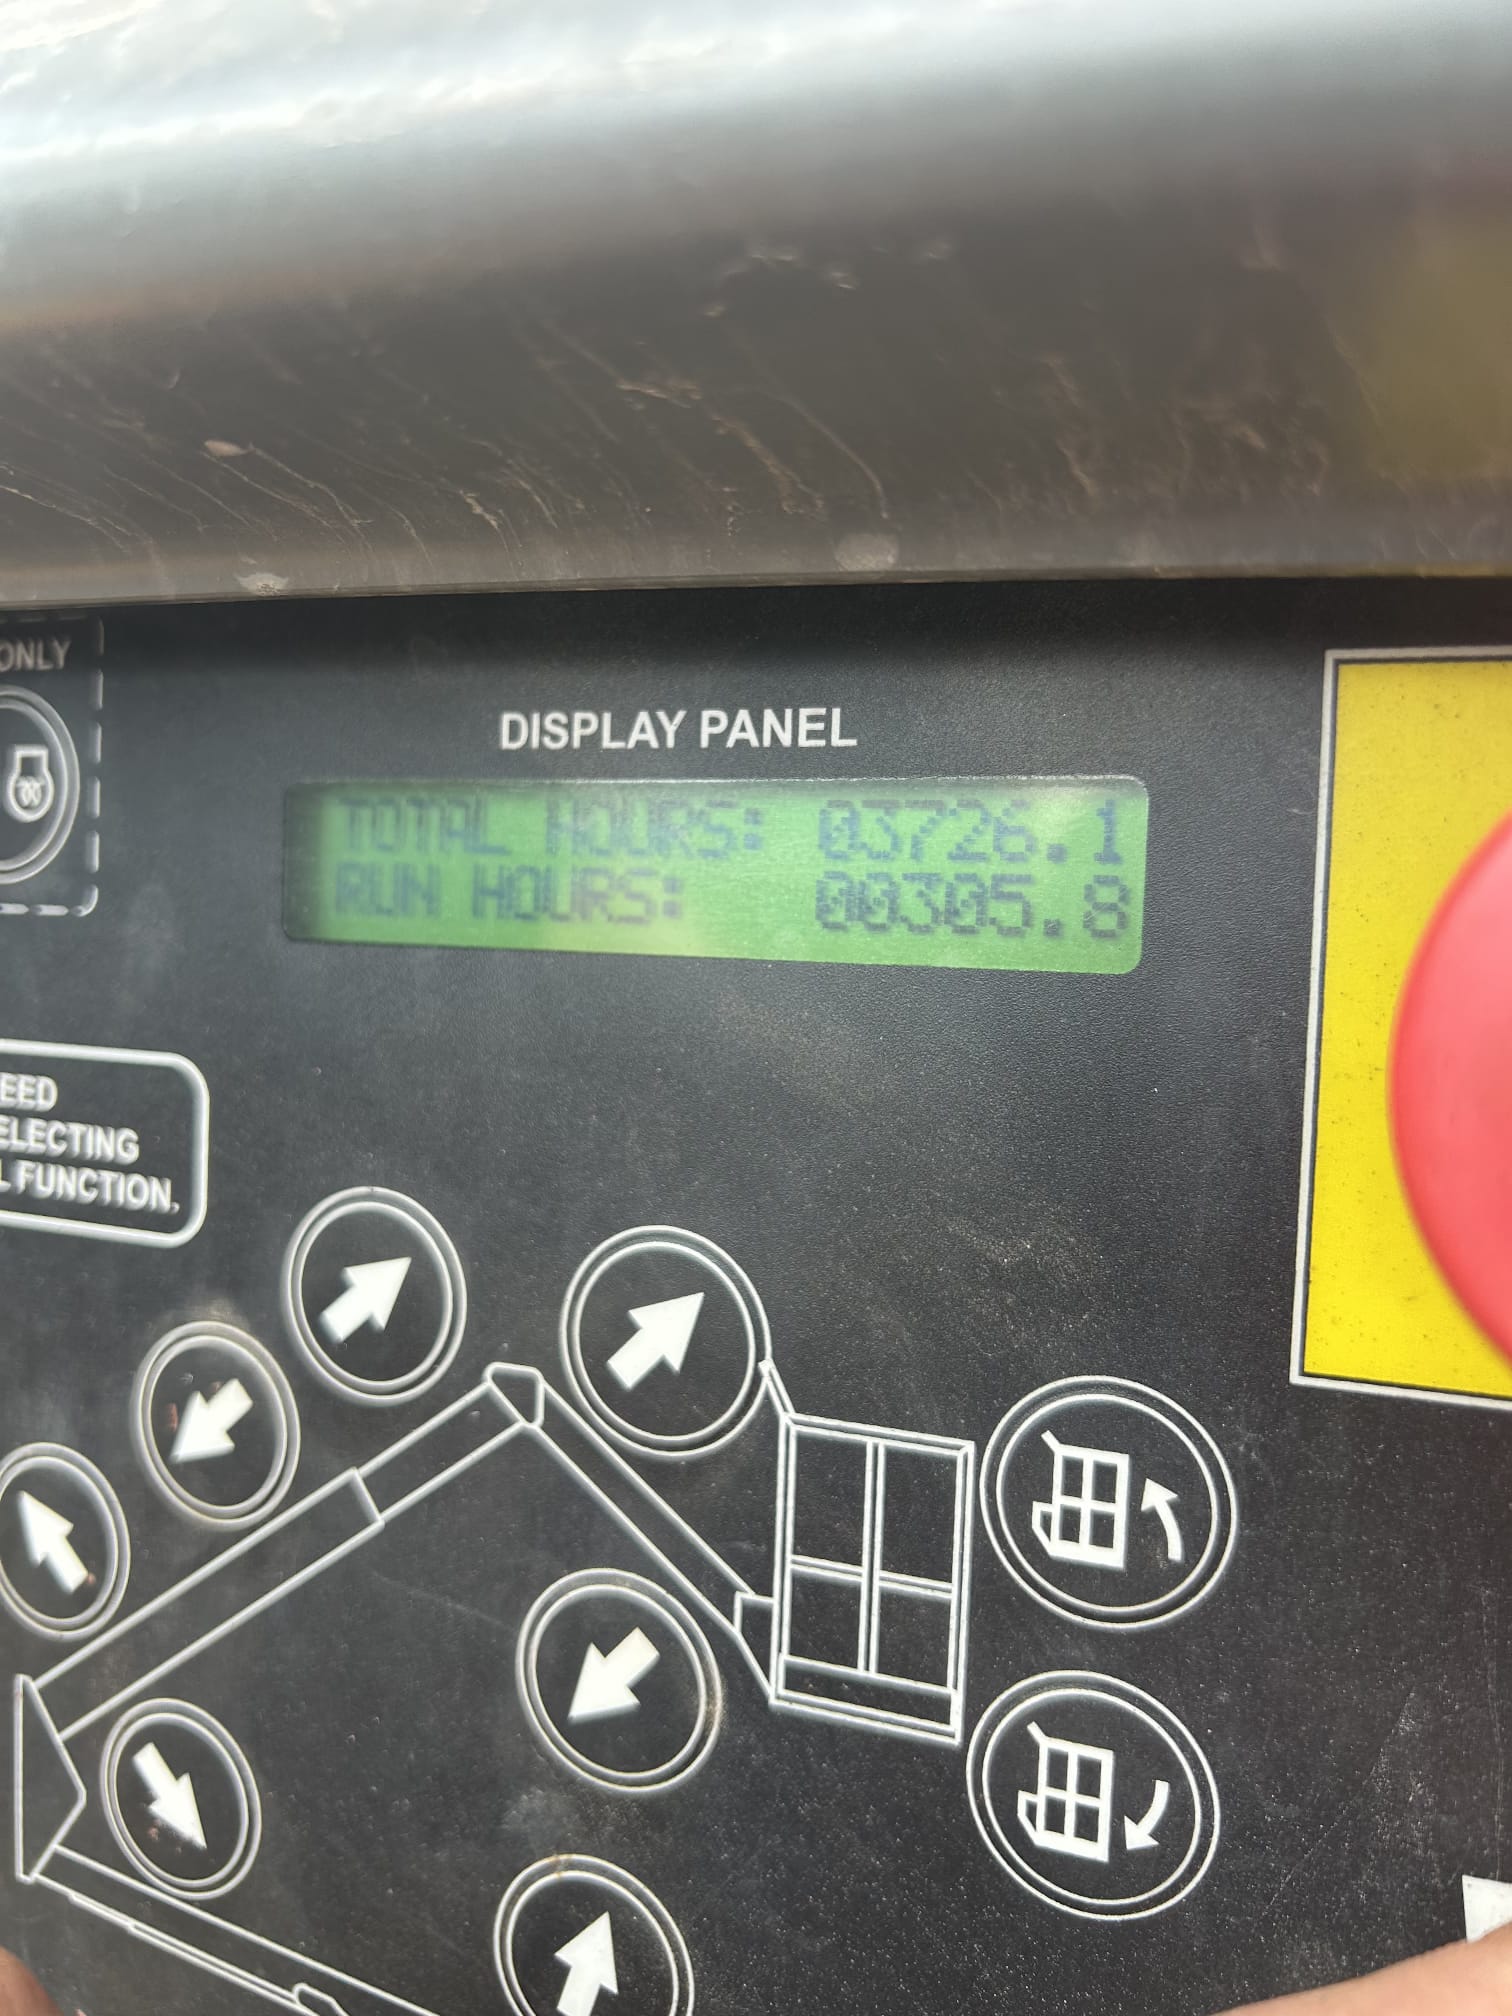 ONLY
DISPLAY PANEL
TOTAL HOURS: 03726.1
RUN HOURS: 00305.8
EED
ELECTING
L FUNCTION.